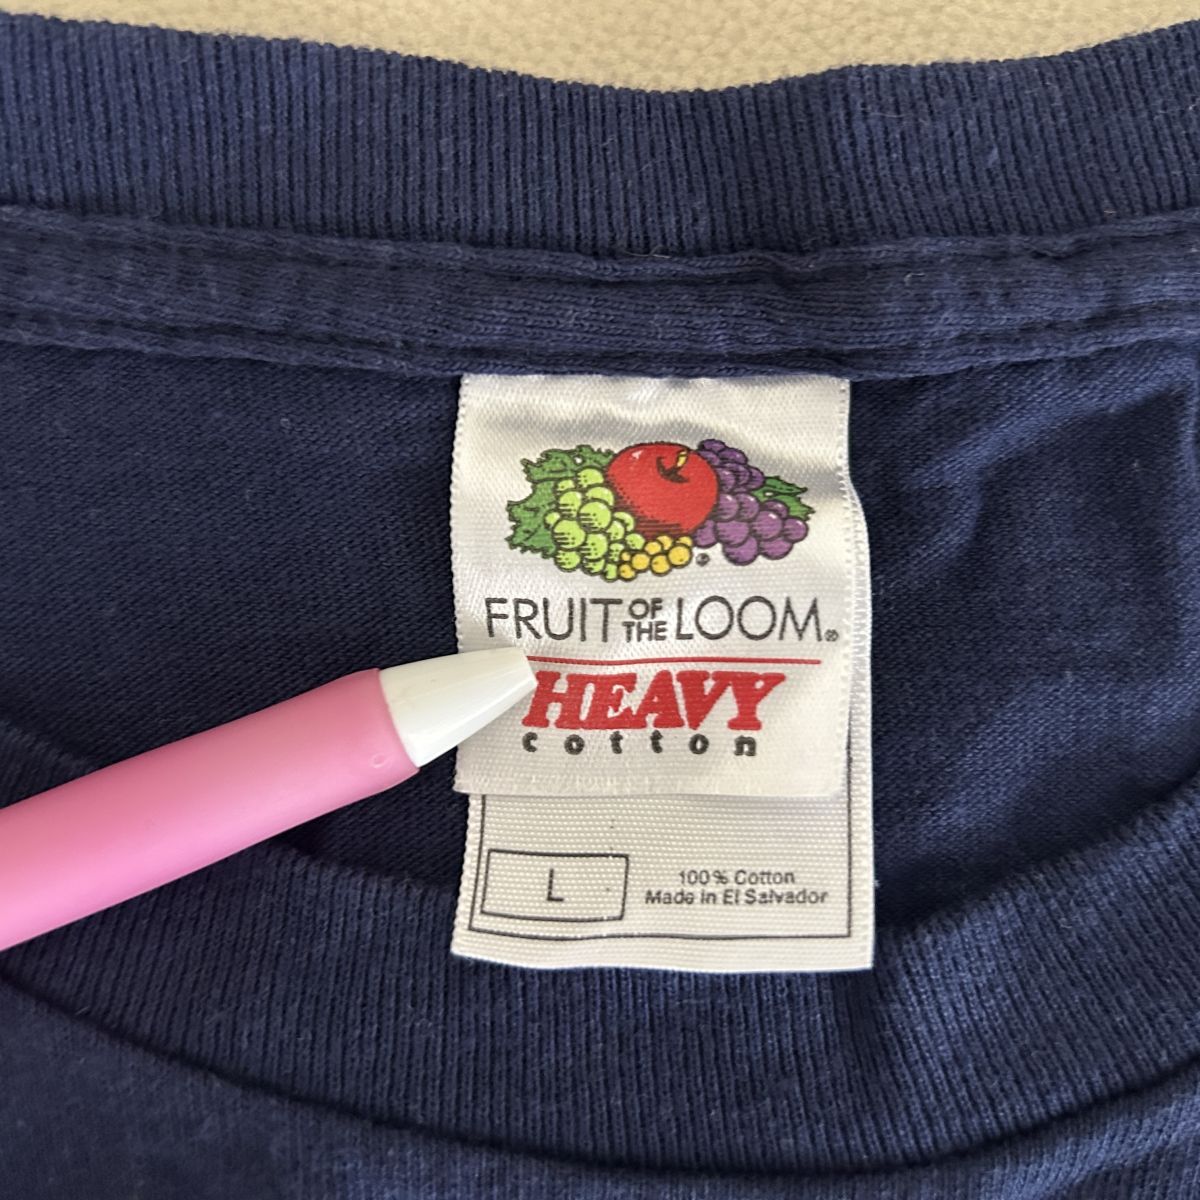 FRUIT OF THE LOOM®
HEAVY
cotton
L
100% Cotton
Made in El Salvador